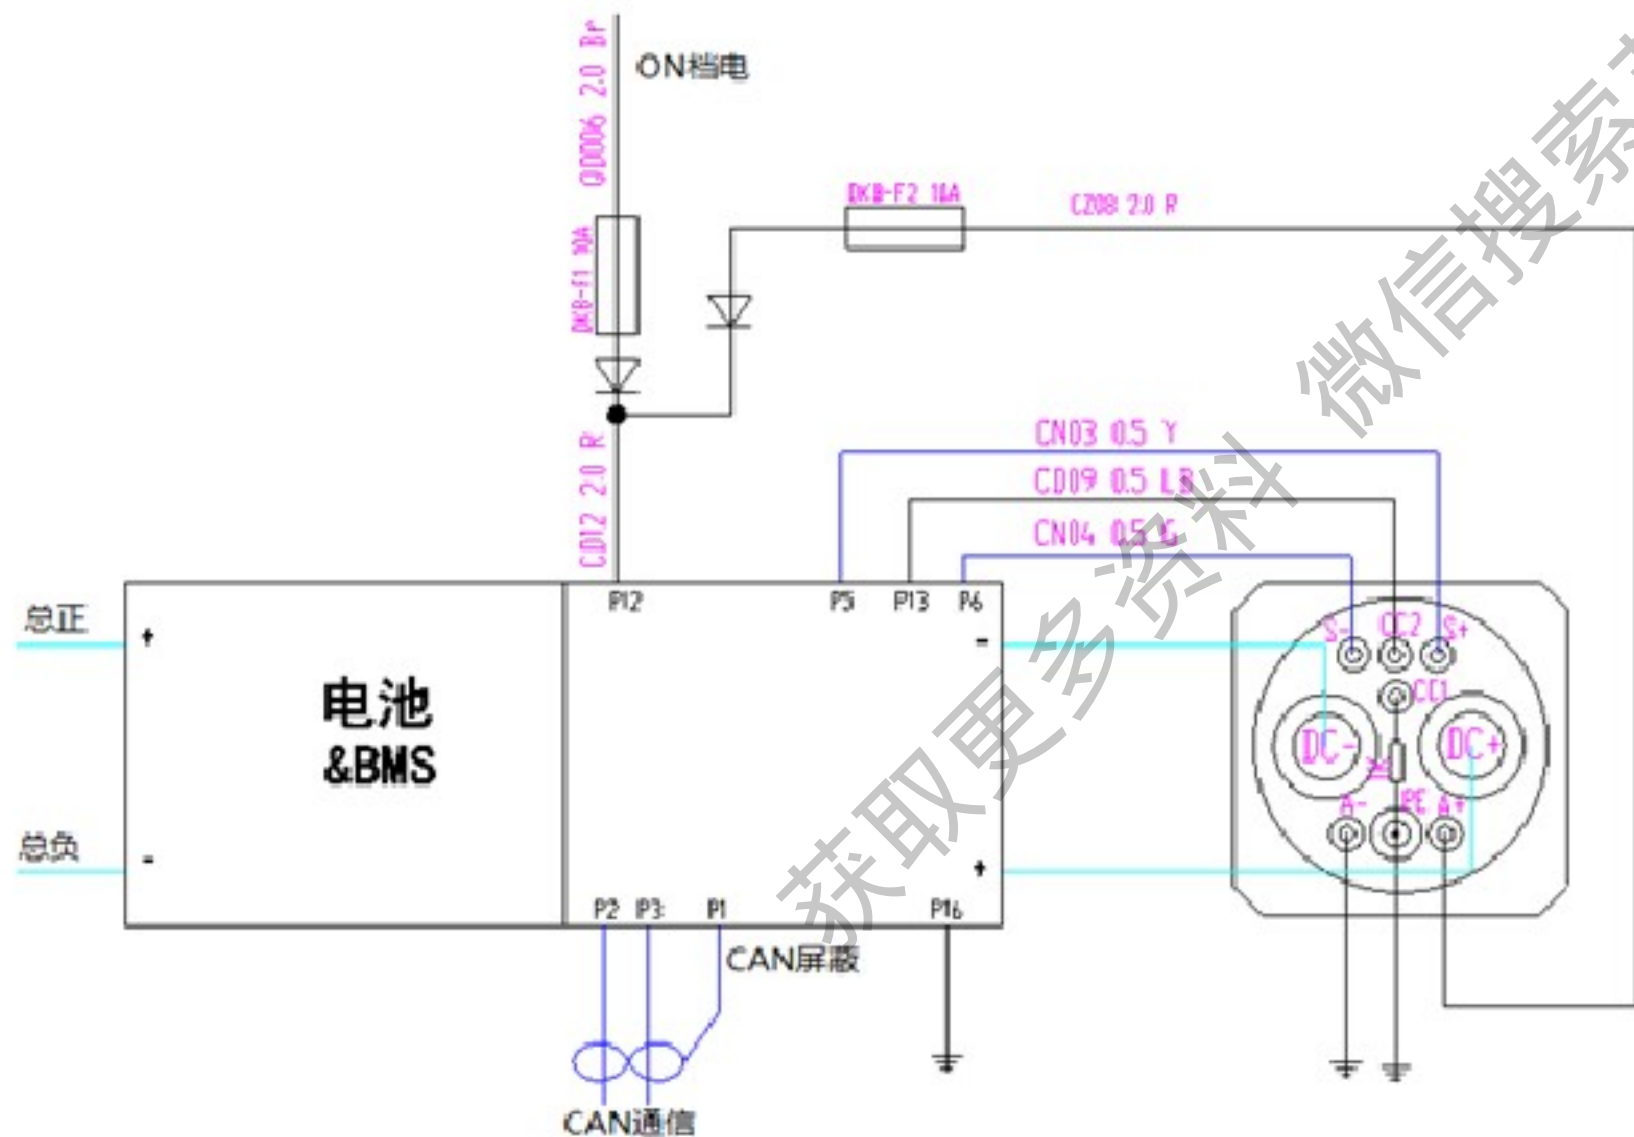 ON档电
QD006 2.0 Br
DKB-F1 10A
DKB-F2 10A
2.0 R
CD12 2.0 R
CN03 0.5 Y
CD09 0.5 LB
CN04 0.5 G
P12
P5
P13
P6
总正
+
-
电池
&BMS
总负
-
+
S-
CC2
S+
CC1
DC-
DC+
A-
PE
A+
P2
P3
P1
P16
CAN屏蔽
CAN通信
获取更多资料 微信搜索